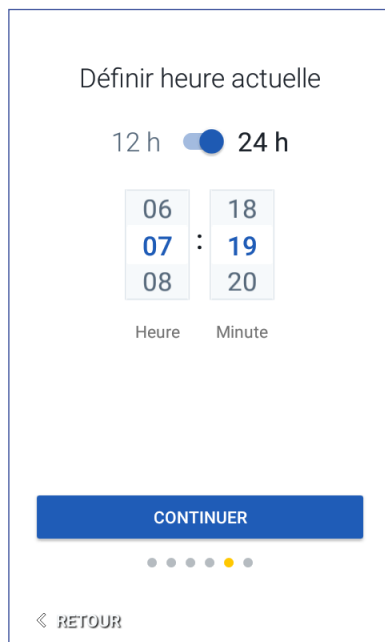 Définir heure actuelle
12 h 24 h
06 18
07 : 19
08 20
Heure Minute
CONTINUER
RETOUR